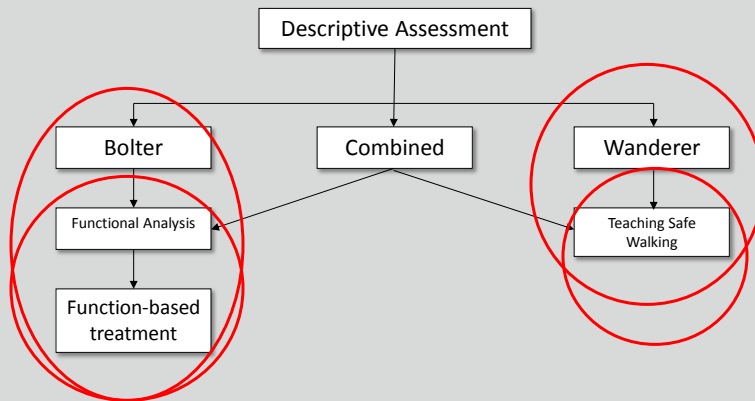 Descriptive Assessment
Bolter
Combined
Wanderer
Functional Analysis
Teaching Safe
Walking
Function-based
treatment